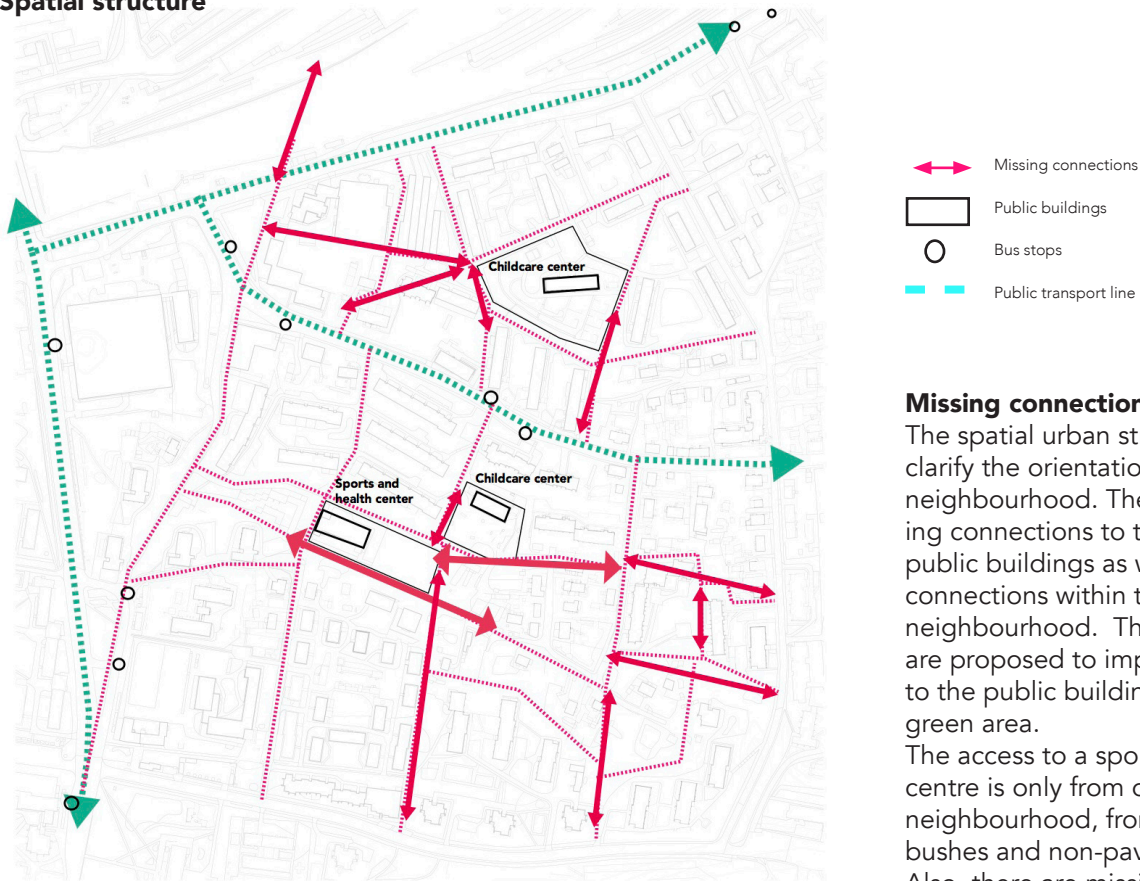 Spatial structure
Childcare center
Sports and
health center
Childcare center
Missing connections
Public buildings
Bus stops
Public transport line
Missing connection
The spatial urban st
clarify the orientatio
neighbourhood. The
ing connections to t
public buildings as w
connections within t
neighbourhood. Th
are proposed to imp
to the public buildin
green area.
The access to a spo
centre is only from o
neighbourhood, fron
bushes and non-pav